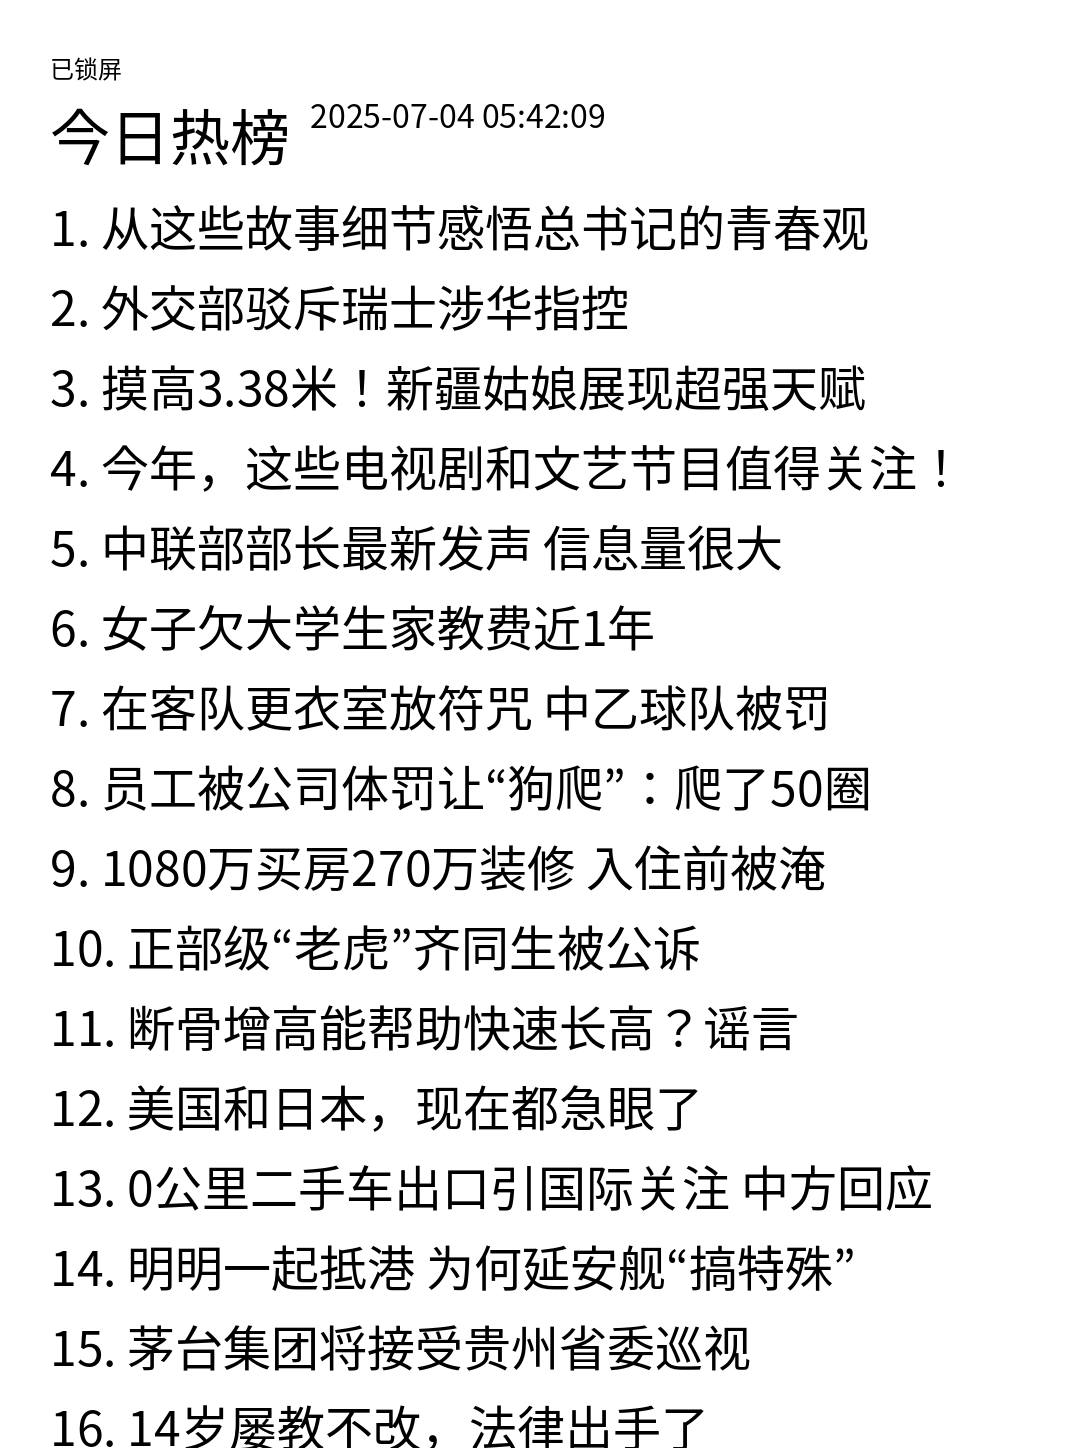 已锁屏
今日热榜 2025-07-04 05:42:09
1. 从这些故事细节感悟总书记的青春观
2. 外交部驳斥瑞士涉华指控
3. 摸高3.38米！新疆姑娘展现超强天赋
4. 今年，这些电视剧和文艺节目值得关注！
5. 中联部部长最新发声 信息量很大
6. 女子欠大学生家教费近1年
7. 在客队更衣室放符咒 中乙球队被罚
8. 员工被公司体罚让“狗爬”：爬了50圈
9. 1080万买房270万装修 入住前被淹
10. 正部级“老虎”齐同生被公诉
11. 断骨增高能帮助快速长高？谣言
12. 美国和日本，现在都急眼了
13. 0公里二手车出口引国际关注 中方回应
14. 明明一起抵港 为何延安舰“搞特殊”
15. 茅台集团将接受贵州省委巡视
16. 14岁屡教不改，法律出手了